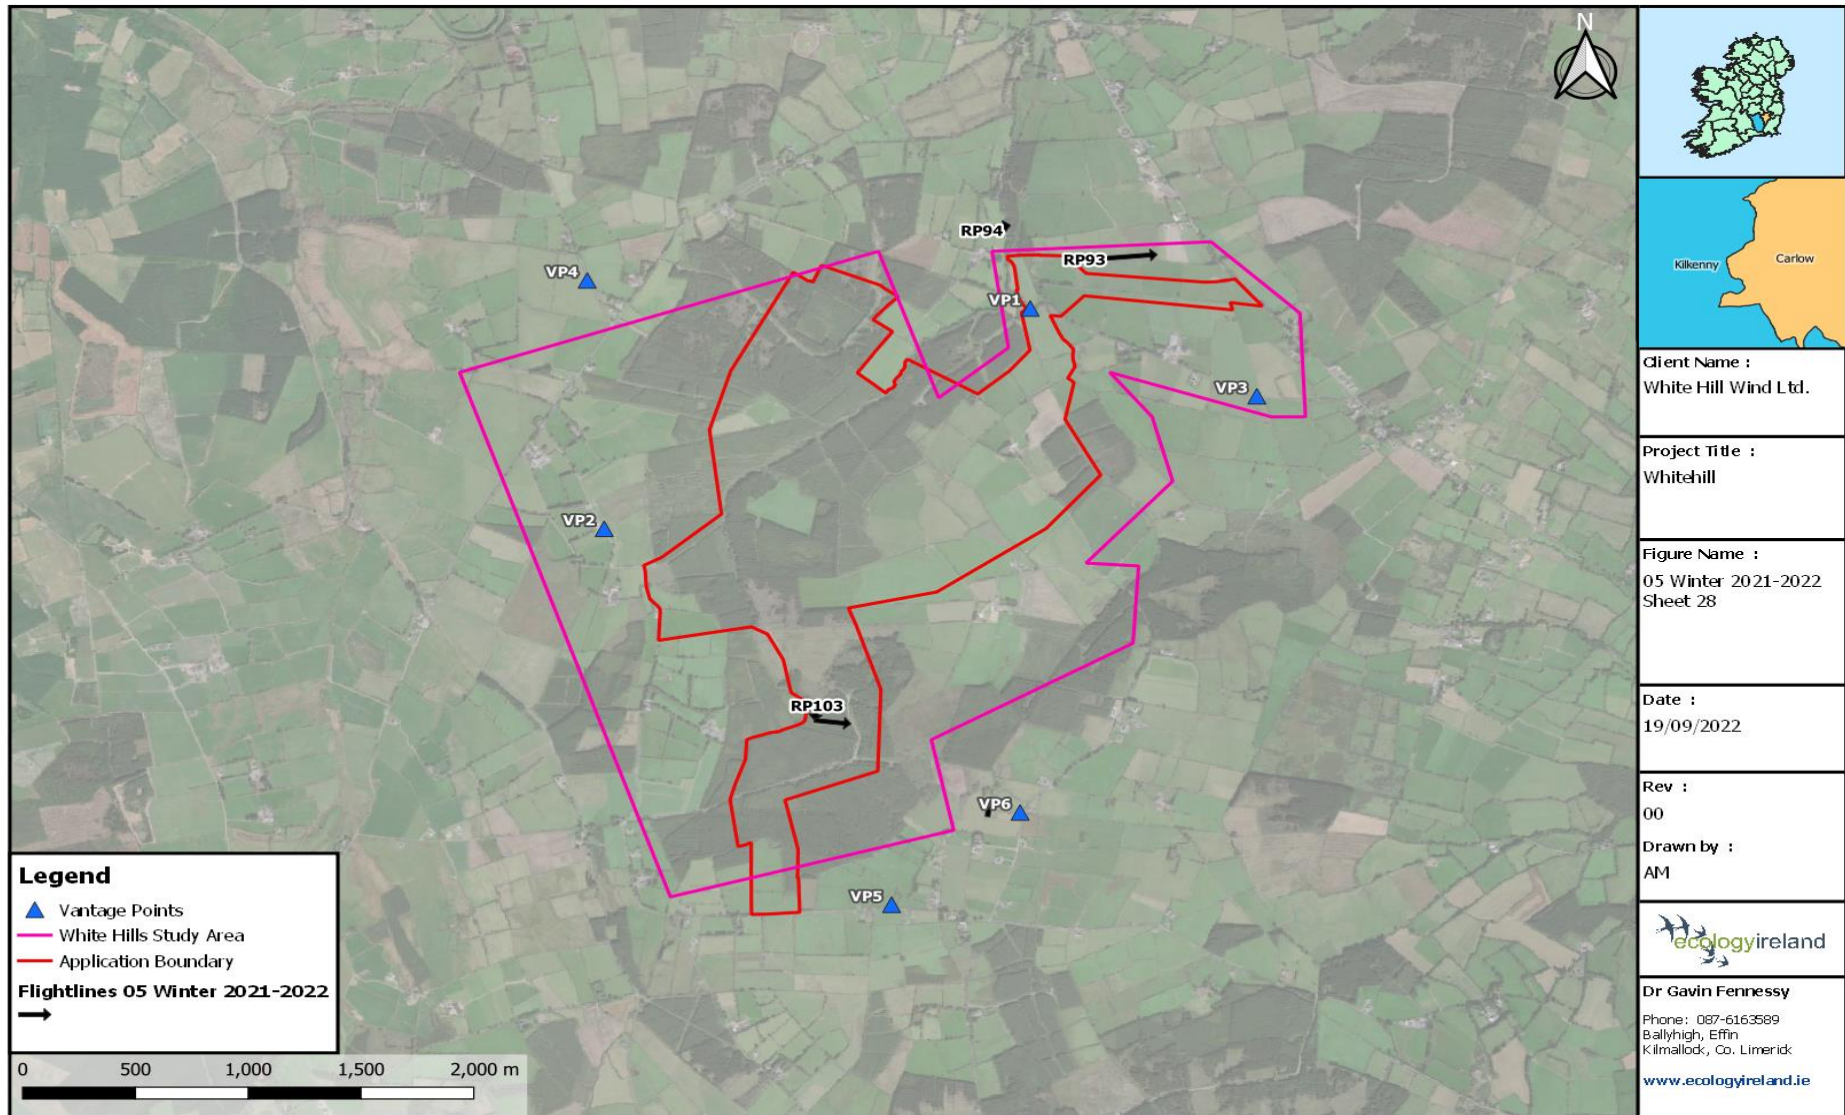 N
RP94
RP93
VP4
VP1
VP3
VP2
RP103
VP6
VP5
Legend
Vantage Points
White Hills Study Area
Application Boundary
Flightlines 05 Winter 2021-2022
0 500 1,000 1,500 2,000 m
Kilkenny
Carlow
Client Name :
White Hill Wind Ltd.
Project Title :
Whitehill
Figure Name :
05 Winter 2021-2022
Sheet 28
Date :
19/09/2022
Rev :
00
Drawn by :
AM
ecologyireland
Dr Gavin Fennessy
Phone: 087-6163589
Ballyhigh, Effin
Kilmallock, Co. Limerick
www.ecologyireland.ie